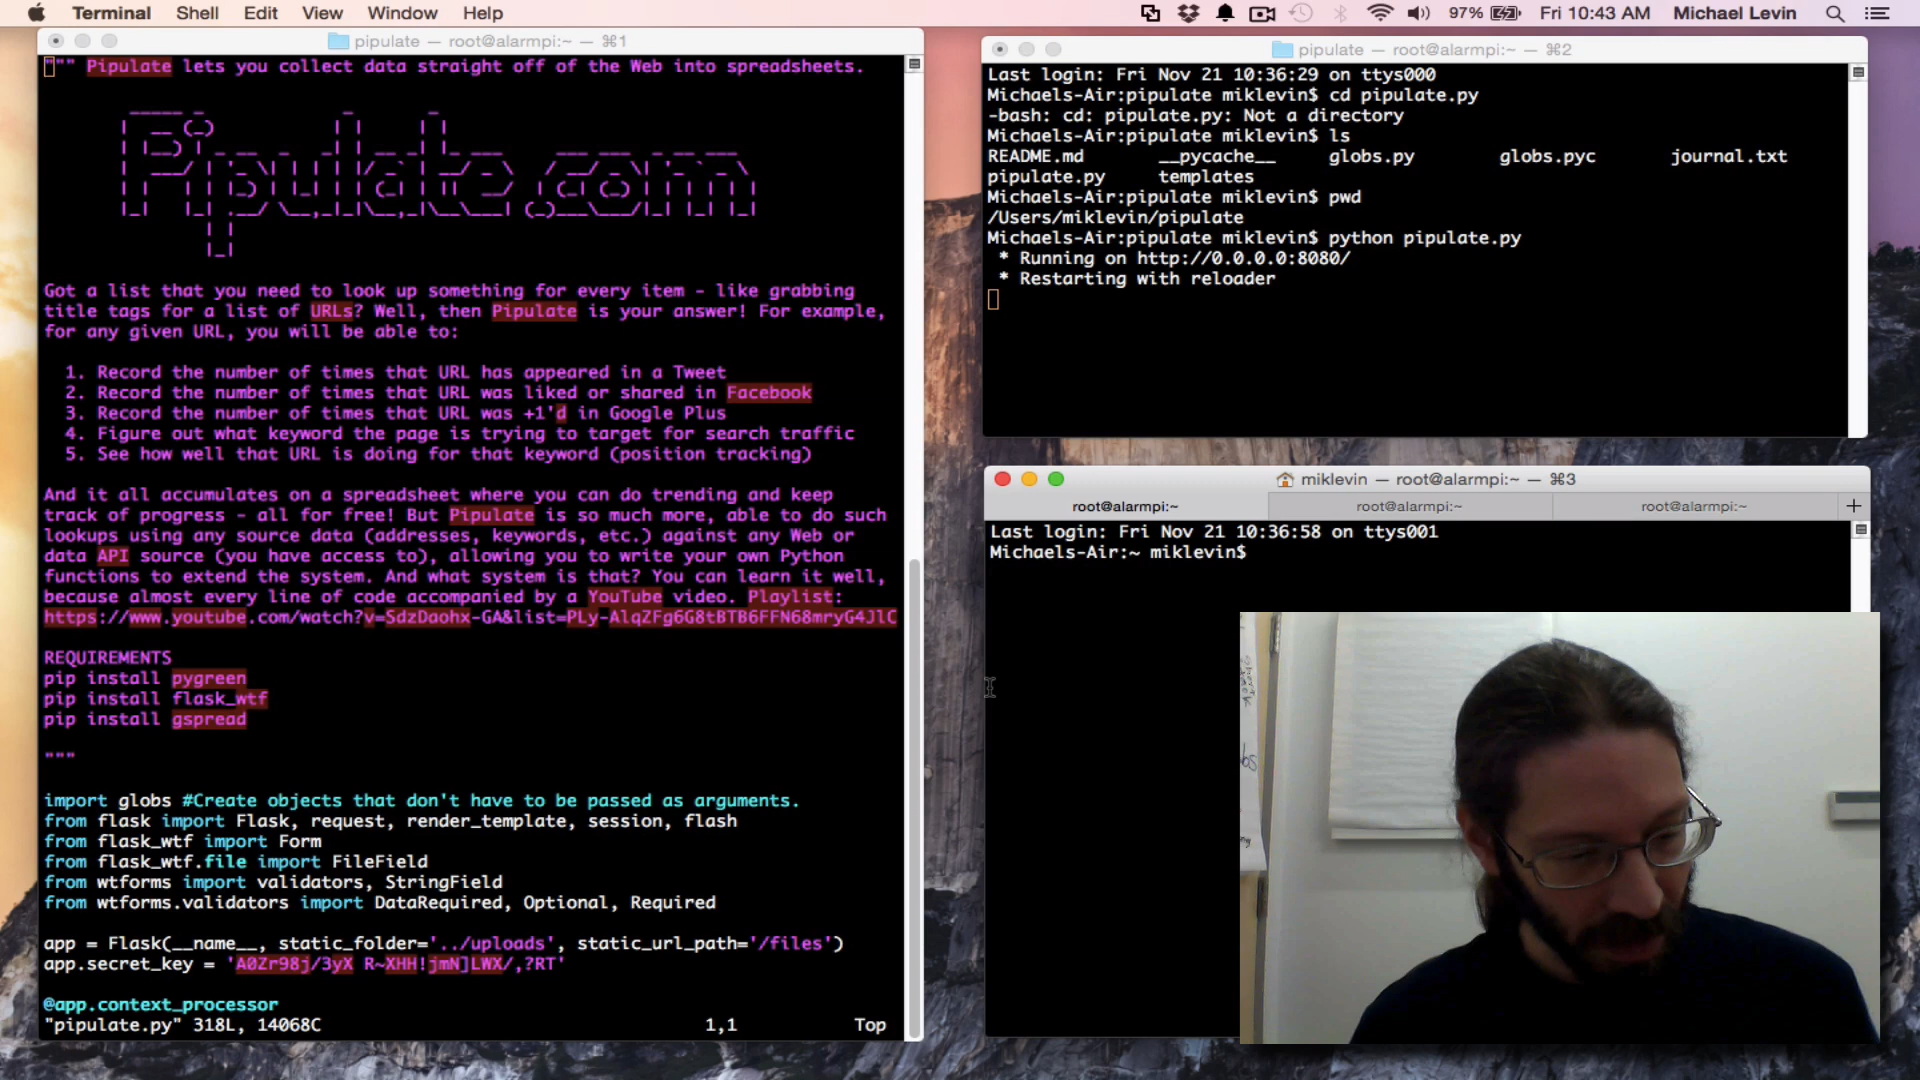 Terminal Shell Edit View Window Help 97% Fri 10:43 AM Michael Levin
pipulate — root@alarmpi:~ — ⌘1
""" Pipulate lets you collect data straight off of the Web into spreadsheets.
Pipulate.com
Got a list that you need to look up something for every item - like grabbing
title tags for a list of URLs? Well, then Pipulate is your answer! For example,
for any given URL, you will be able to:
1. Record the number of times that URL has appeared in a Tweet
2. Record the number of times that URL was liked or shared in Facebook
3. Record the number of times that URL was +1'd in Google Plus
4. Figure out what keyword the page is trying to target for search traffic
5. See how well that URL is doing for that keyword (position tracking)
And it all accumulates on a spreadsheet where you can do trending and keep
track of progress - all for free! But Pipulate is so much more, able to do such
lookups using any source data (addresses, keywords, etc.) against any Web or
data API source (you have access to), allowing you to write your own Python
functions to extend the system. And what system is that? You can learn it well,
because almost every line of code accompanied by a YouTube video. Playlist:
https://www.youtube.com/watch?v=SdzDaohx-GA&list=PLy-AlqZFg6G8tBTB6FFN68mryG4JlC
REQUIREMENTS
pip install pygreen
pip install flask_wtf
pip install gspread
"""
import globs #Create objects that don't have to be passed as arguments.
from flask import Flask, request, render_template, session, flash
from flask_wtf import Form
from flask_wtf.file import FileField
from wtforms import validators, StringField
from wtforms.validators import DataRequired, Optional, Required
app = Flask(__name__, static_folder='../uploads', static_url_path='/files')
app.secret_key = 'A0Zr98j/3yX R~XHH!jmN]LWX/,?RT'
@app.context_processor
"pipulate.py" 318L, 14068C 1,1 Top
pipulate — root@alarmpi:~ — ⌘2
Last login: Fri Nov 21 10:36:29 on ttys000
Michaels-Air:pipulate miklevin$ cd pipulate.py
-bash: cd: pipulate.py: Not a directory
Michaels-Air:pipulate miklevin$ ls
README.md __pycache__ globs.py globs.pyc journal.txt
pipulate.py templates
Michaels-Air:pipulate miklevin$ pwd
/Users/miklevin/pipulate
Michaels-Air:pipulate miklevin$ python pipulate.py
* Running on http://0.0.0.0:8080/
* Restarting with reloader
miklevin — root@alarmpi:~ — ⌘3
root@alarmpi:~ root@alarmpi:~ root@alarmpi:~ +
Last login: Fri Nov 21 10:36:58 on ttys001
Michaels-Air:~ miklevin$